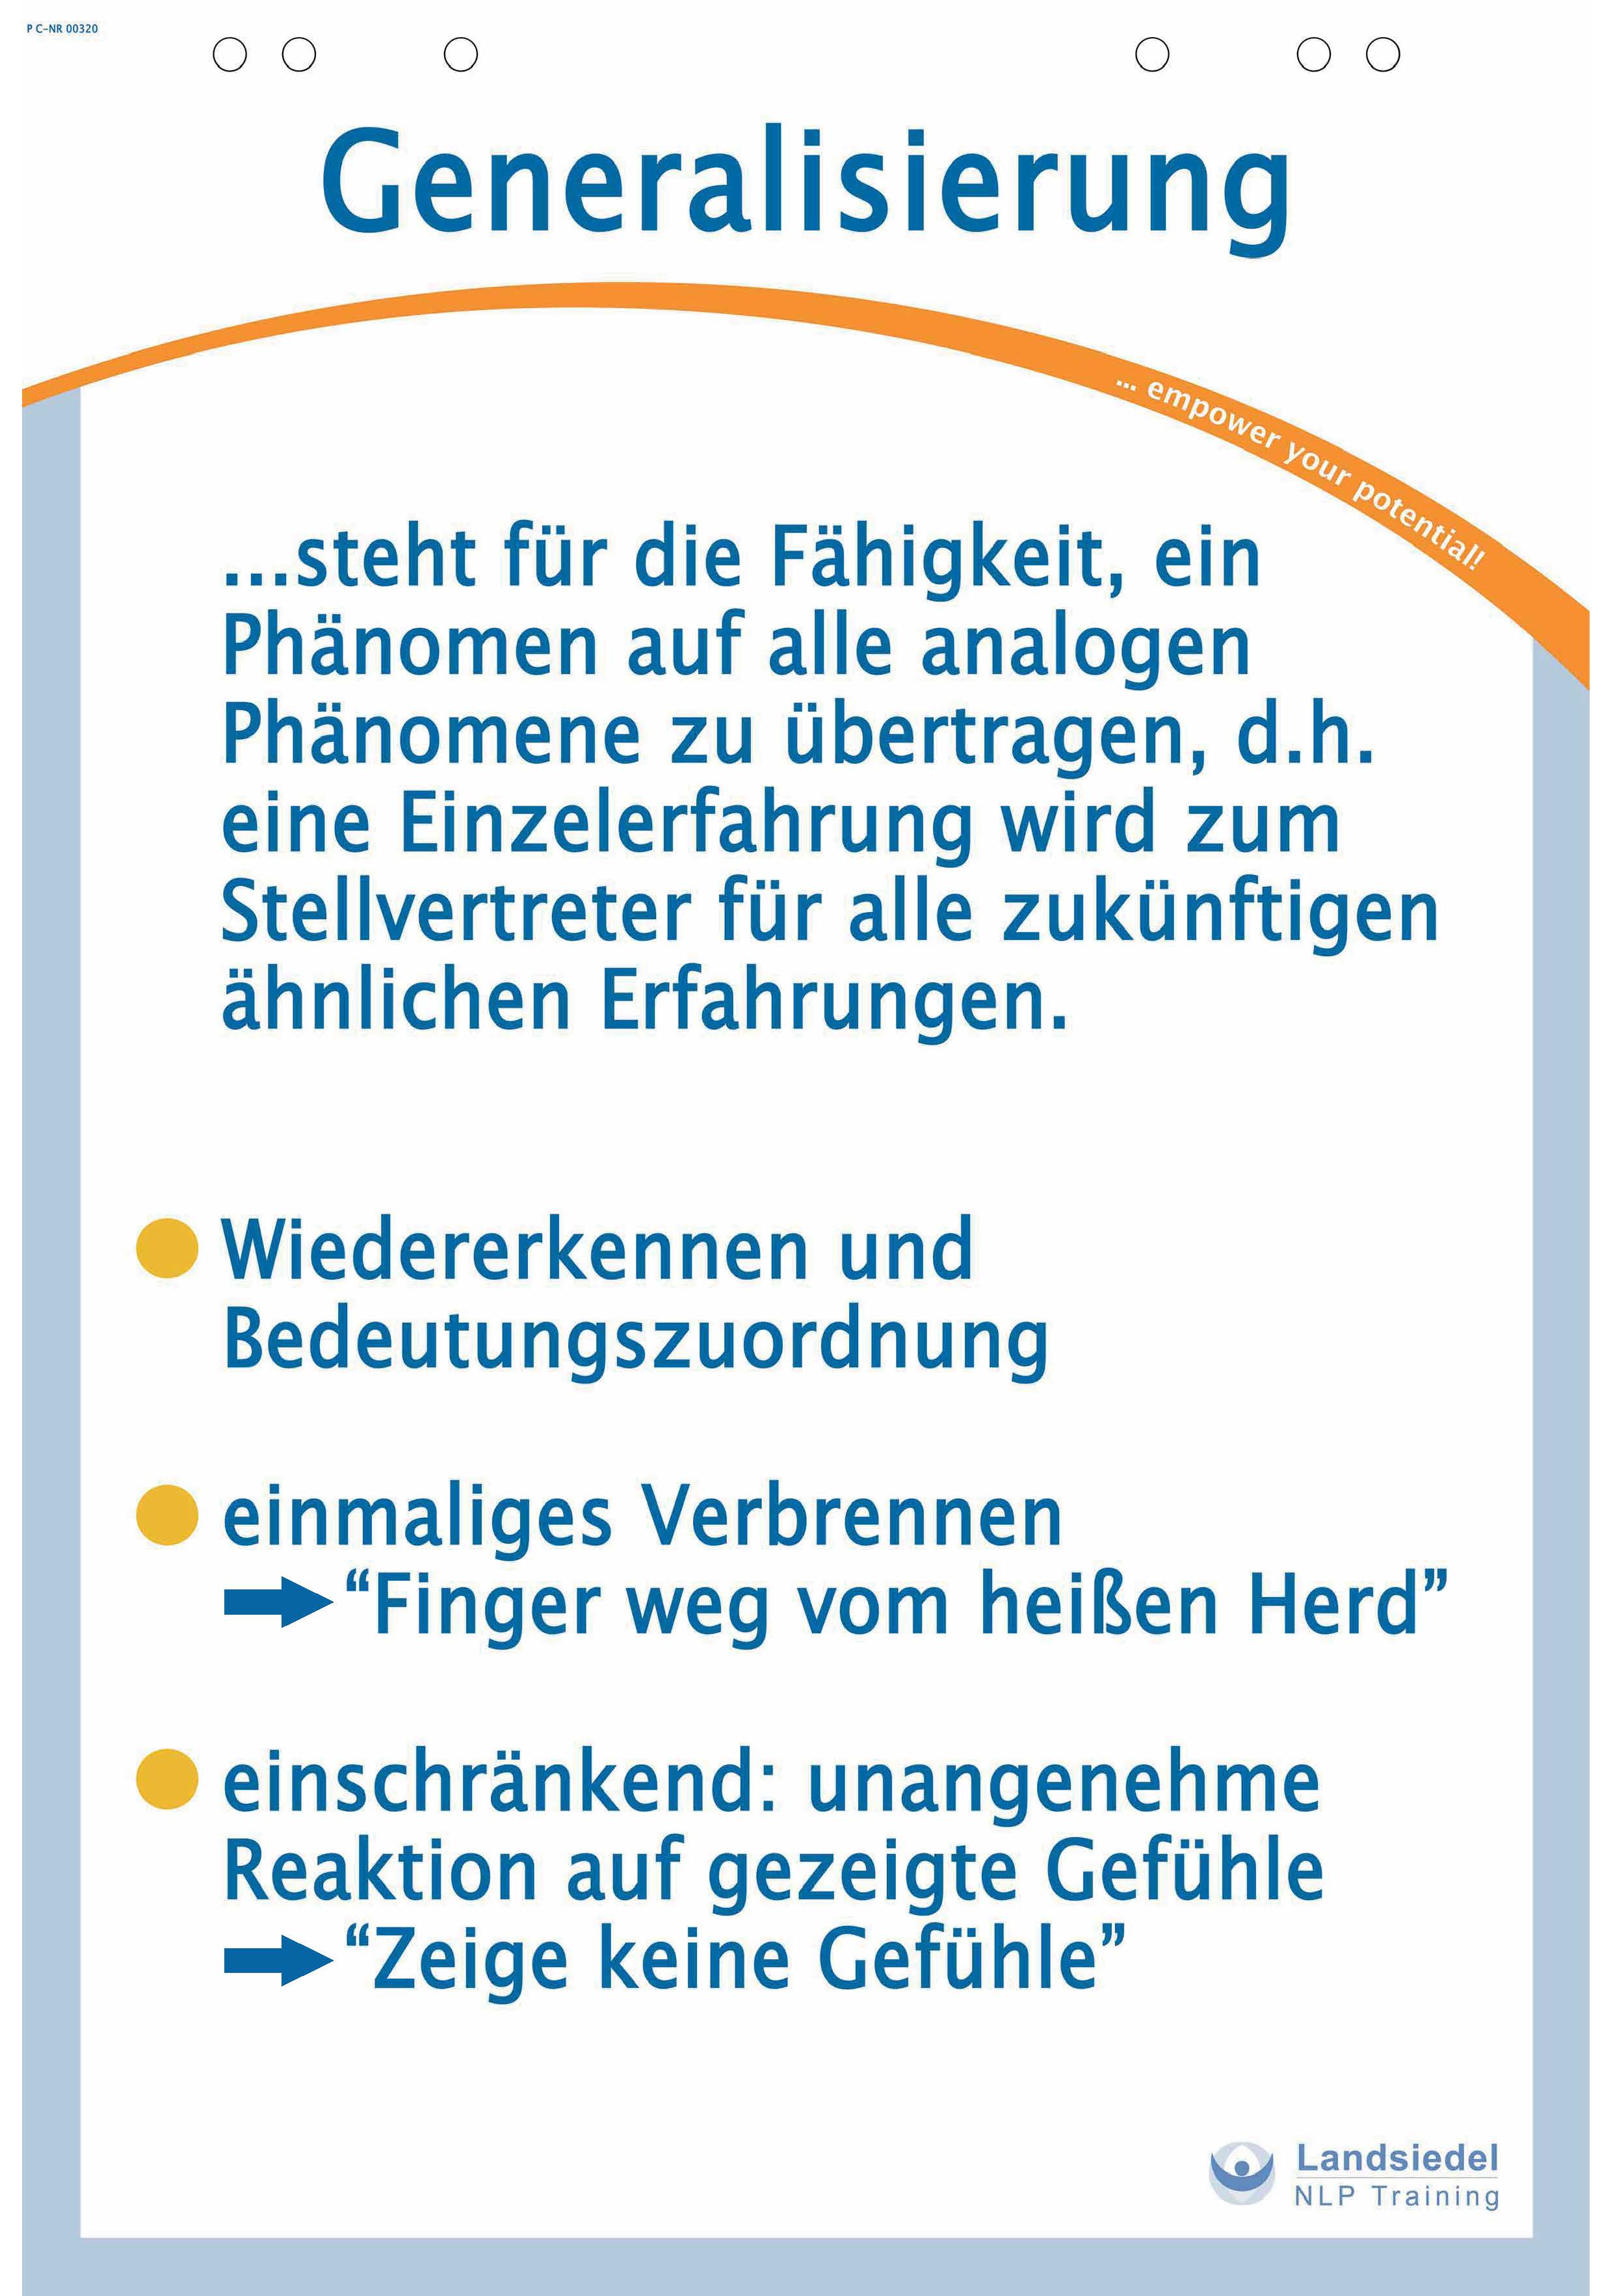 P C-NR 00320
Generalisierung
... empower your potential!
...steht für die Fähigkeit, ein
Phänomen auf alle analogen
Phänomene zu übertragen, d.h.
eine Einzelerfahrung wird zum
Stellvertreter für alle zukünftigen
ähnlichen Erfahrungen.
Wiedererkennen und
Bedeutungszuordnung
einmaliges Verbrennen
“Finger weg vom heißen Herd”
einschränkend: unangenehme
Reaktion auf gezeigte Gefühle
“Zeige keine Gefühle”
Landsiedel
NLP Training